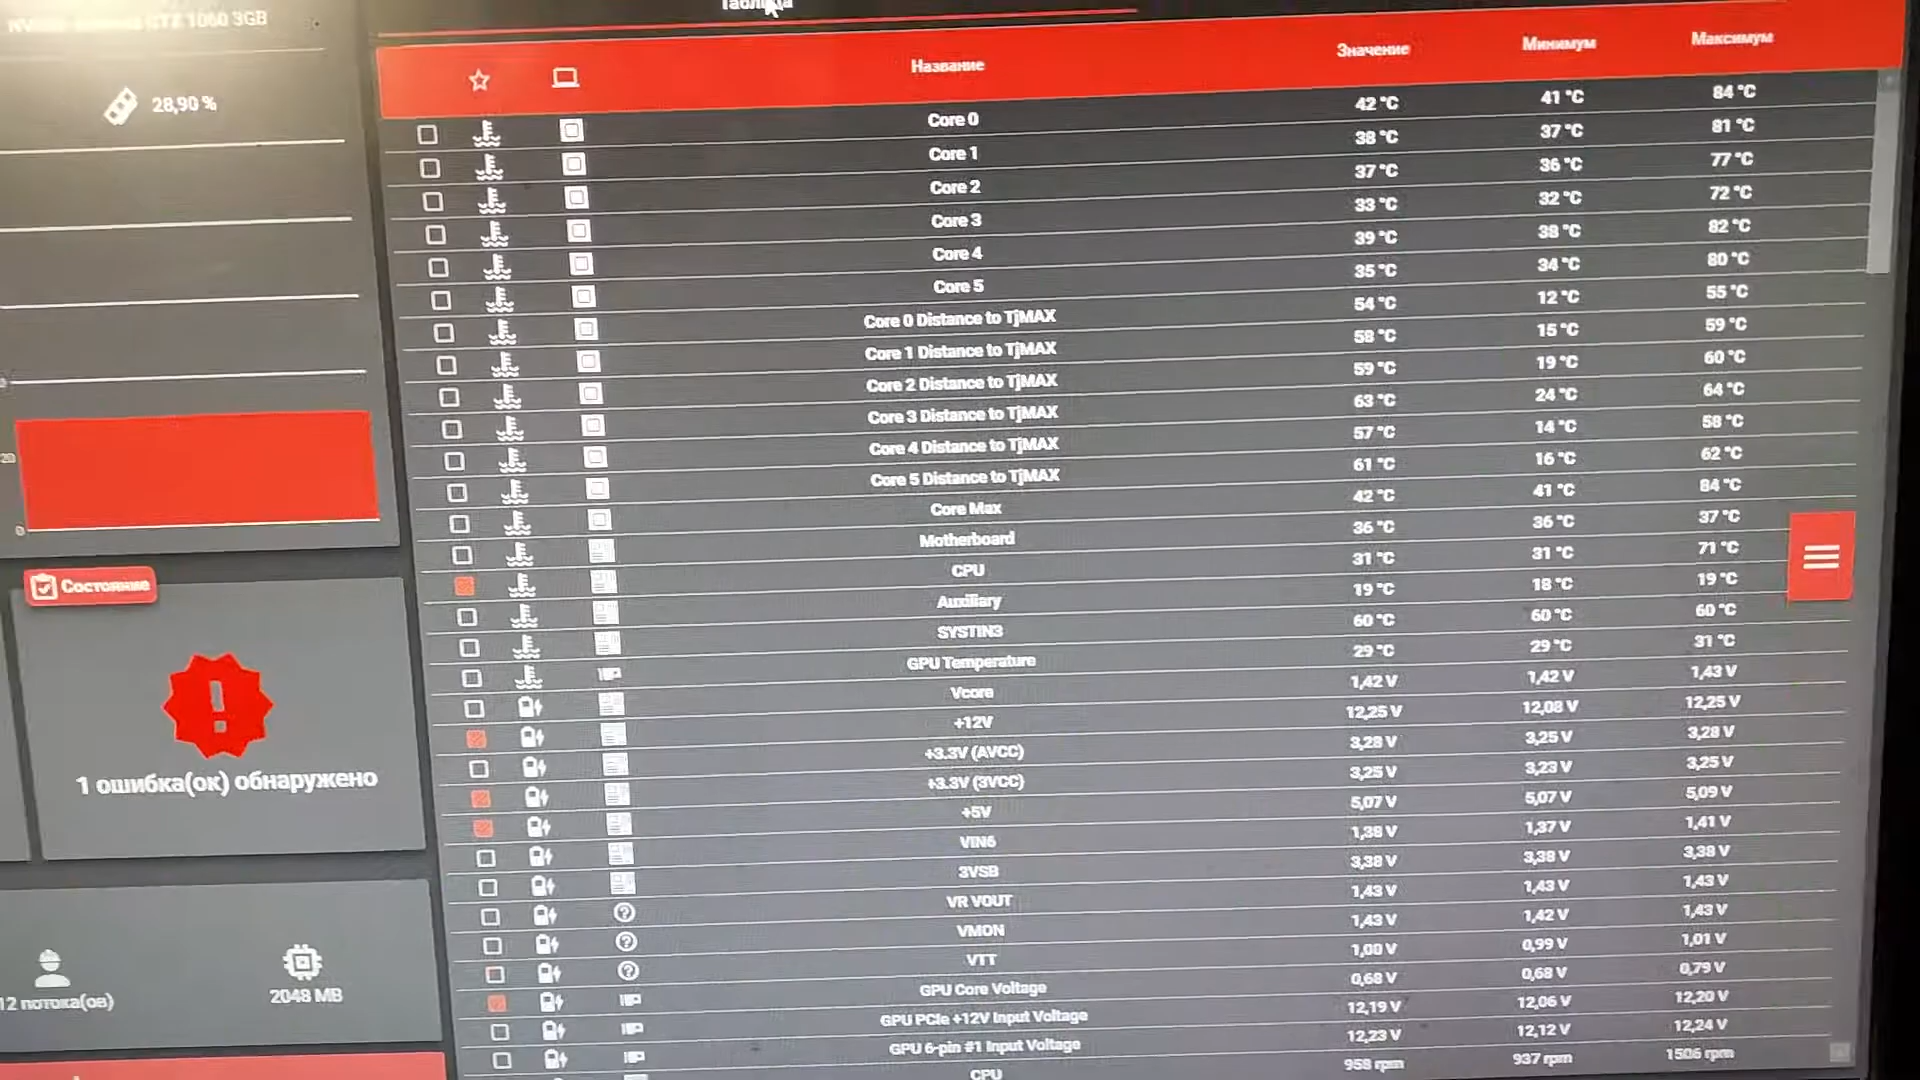 Таблица
GTX 1060 3GB
28,90 %
20
0
Состояние
1 ошибка(ок) обнаружено
12 потока(ов)
2048 MB
Название Значение Минимум Максимум
Core 0 42 °C 41 °C 84 °C
Core 1 38 °C 37 °C 81 °C
Core 2 37 °C 36 °C 77 °C
Core 3 33 °C 32 °C 72 °C
Core 4 39 °C 38 °C 82 °C
Core 5 35 °C 34 °C 80 °C
Core 0 Distance to TjMAX 54 °C 12 °C 55 °C
Core 1 Distance to TjMAX 58 °C 15 °C 59 °C
Core 2 Distance to TjMAX 59 °C 19 °C 60 °C
Core 3 Distance to TjMAX 63 °C 24 °C 64 °C
Core 4 Distance to TjMAX 57 °C 14 °C 58 °C
Core 5 Distance to TjMAX 61 °C 16 °C 62 °C
Core Max 42 °C 41 °C 84 °C
Motherboard 36 °C 36 °C 37 °C
CPU 31 °C 31 °C 71 °C
Auxiliary 19 °C 18 °C 19 °C
SYSTIN3 60 °C 60 °C 60 °C
GPU Temperature 29 °C 29 °C 31 °C
Vcore 1,42 V 1,42 V 1,43 V
+12V 12,25 V 12,08 V 12,25 V
+3.3V (AVCC) 3,28 V 3,25 V 3,28 V
+3.3V (3VCC) 3,25 V 3,23 V 3,25 V
+5V 5,07 V 5,07 V 5,09 V
VIN6 1,38 V 1,37 V 1,41 V
3VSB 3,38 V 3,38 V 3,38 V
VR VOUT 1,43 V 1,43 V 1,43 V
VMON 1,43 V 1,42 V 1,43 V
VTT 1,00 V 0,99 V 1,01 V
GPU Core Voltage 0,68 V 0,68 V 0,79 V
GPU PCIe +12V Input Voltage 12,19 V 12,06 V 12,20 V
GPU 6-pin #1 Input Voltage 12,23 V 12,12 V 12,24 V
CPU 958 rpm 937 rpm 1506 rpm